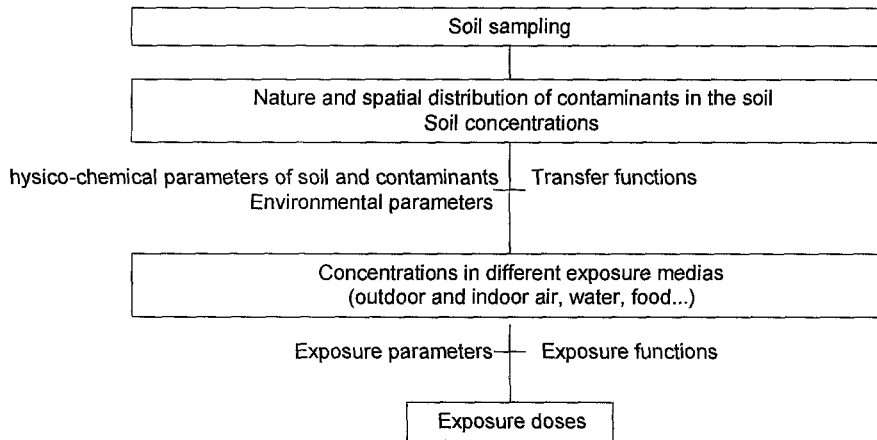 Soil sampling
Nature and spatial distribution of contaminants in the soil
Soil concentrations
hysico-chemical parameters of soil and contaminants
Transfer functions
Environmental parameters
Concentrations in different exposure medias
(outdoor and indoor air, water, food...)
Exposure parameters
Exposure functions
Exposure doses